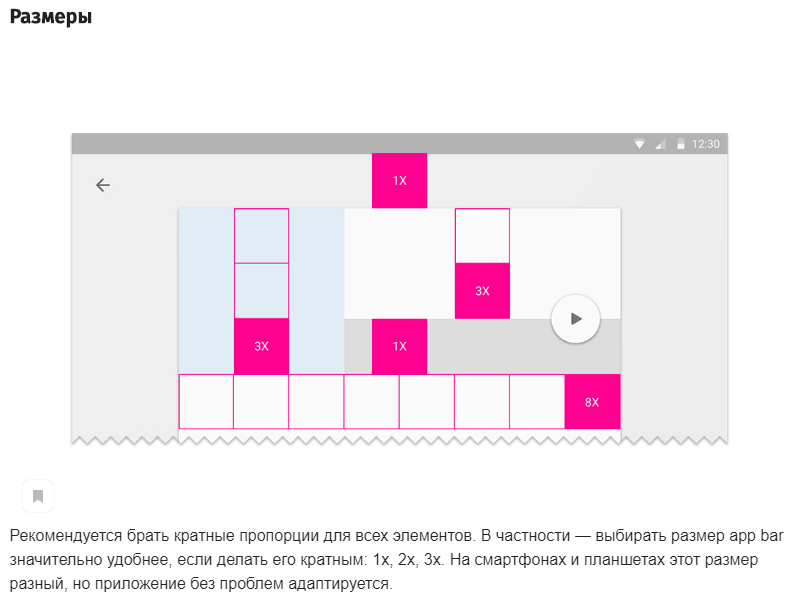 Размеры
12:30
1X
3X
3X
1X
8X
Рекомендуется брать кратные пропорции для всех элементов. В частности — выбирать размер app bar
значительно удобнее, если делать его кратным: 1x, 2x, 3x. На смартфонах и планшетах этот размер
разный, но приложение без проблем адаптируется.